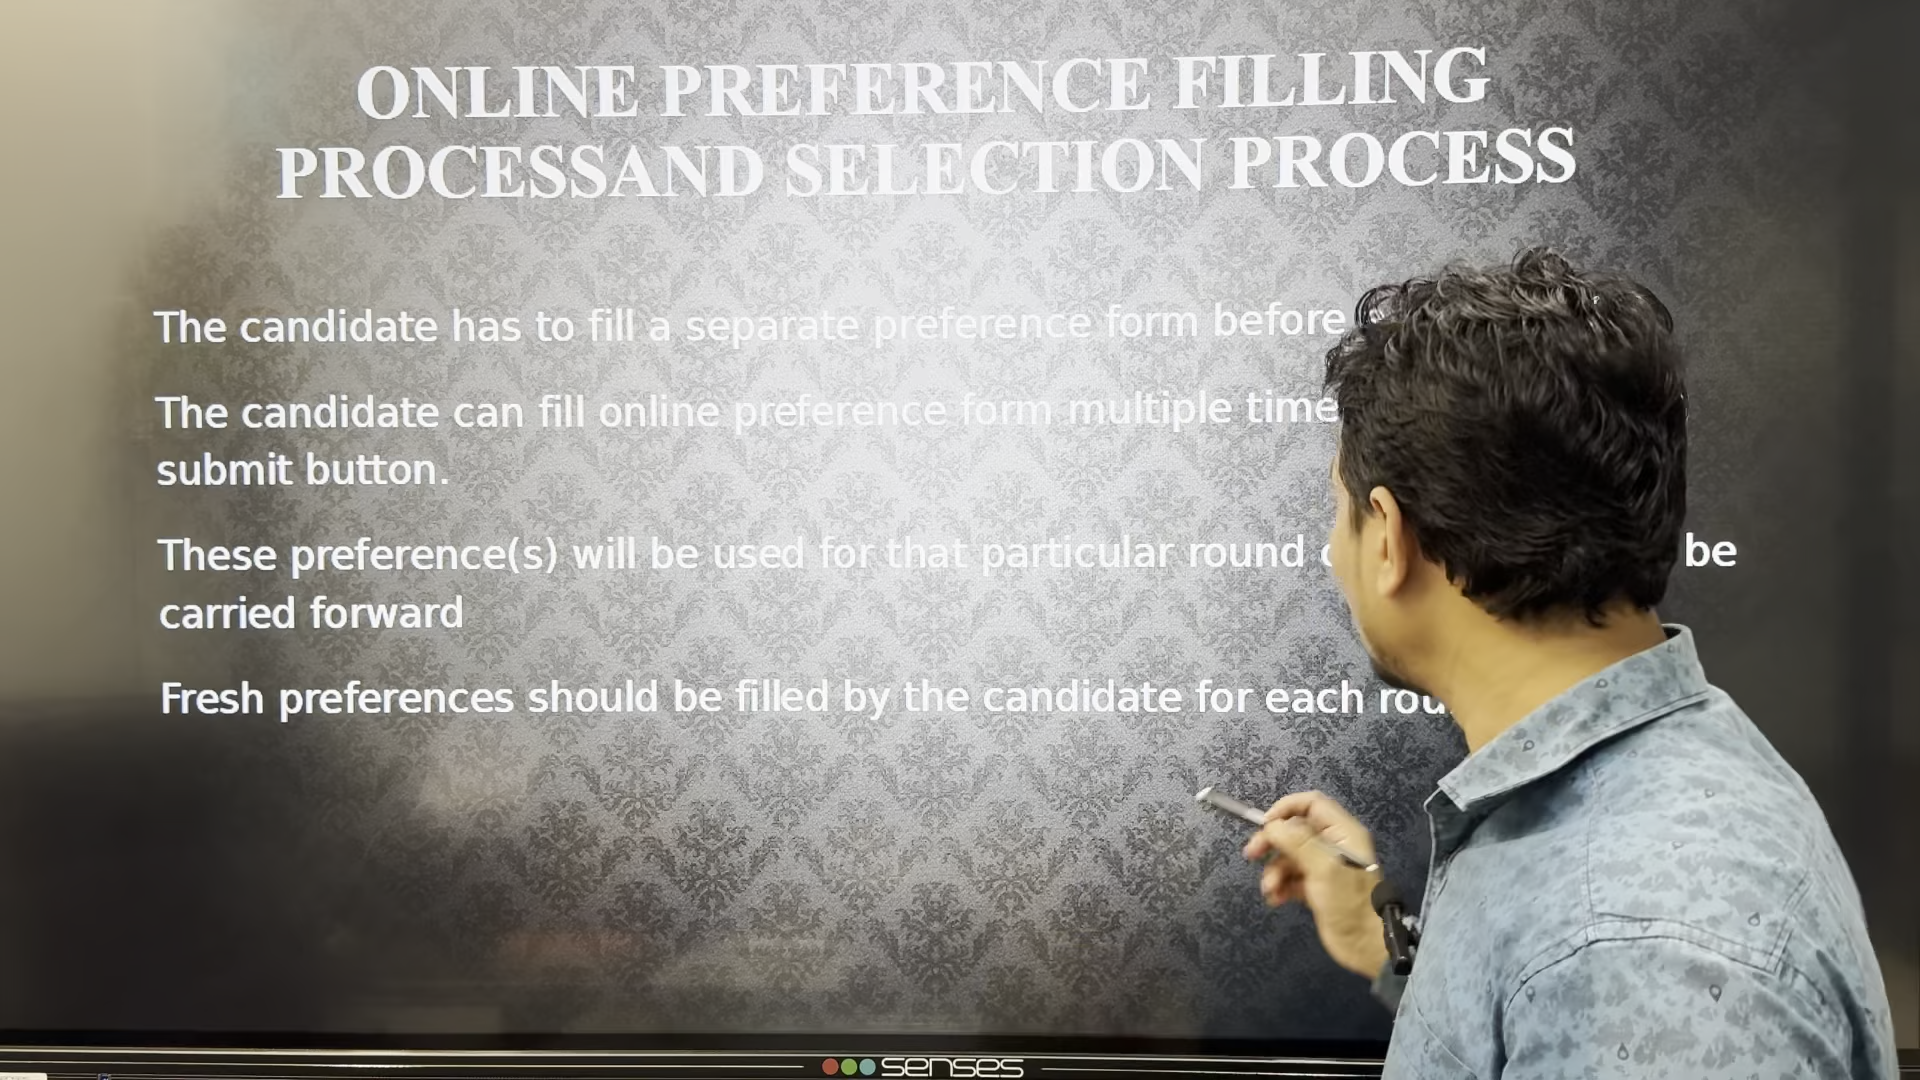 ONLINE PREFERENCE FILLING
PROCESSAND SELECTION PROCESS
The candidate has to fill a separate preference form before
The candidate can fill online preference form multiple
submit button.
These preference(s) will be used for that particular round be
carried forward
Fresh preferences should be filled by the candidate for each
senses